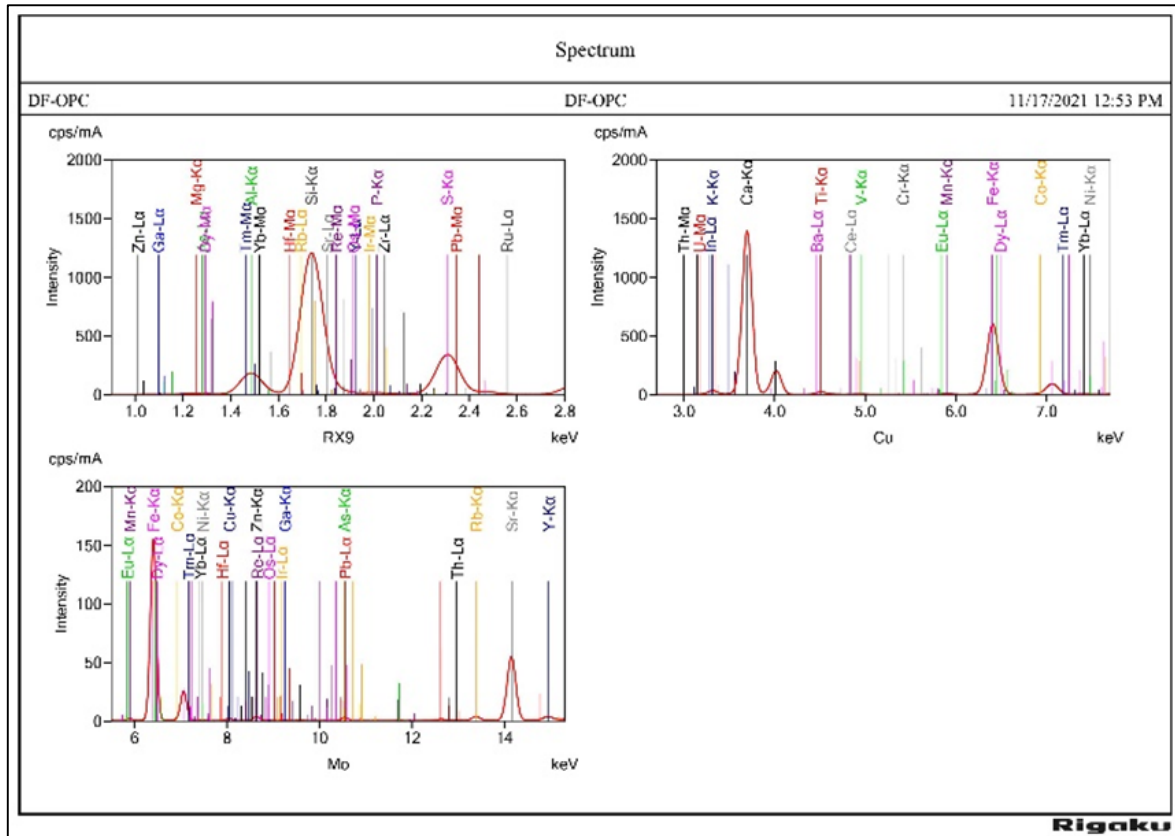 Spectrum
DF-OPC DF-OPC 11/17/2021 12:53 PM
cps/mA
2000
1500
1000
500
0
Intensity
Zn-Lα
Ga-Lα
Mg-Kα
Dy-Mα
Tm-Mα
Al-Kα
Yb-Mα
Hf-Mα
Rb-Lα
Si-Kα
Sr-Lα
Re-Mα
Ir-Mα
P-Kα
Zr-Lα
S-Kα
Pb-Mα
Ru-Lα
1.0 1.2 1.4 1.6 1.8 2.0 2.2 2.4 2.6 2.8
RX9 keV
cps/mA
2000
1500
1000
500
0
Intensity
Th-Mα
U-Mα
In-Lα
K-Kα
Ca-Kα
Ba-Lα
Ti-Kα
Ce-Lα
V-Kα
Cr-Kα
Eu-Lα
Mn-Kα
Fe-Kα
Dy-Lα
Co-Kα
Tm-Lα
Yb-Lα
Ni-Kα
3.0 4.0 5.0 6.0 7.0
Cu keV
cps/mA
200
150
100
50
0
Intensity
Eu-Lα
Mn-Kα
Fe-Kα
Dy-Lα
Co-Kα
Tm-Lα
Yb-Lα
Ni-Kα
Hf-Lα
Cu-Kα
Zn-Kα
Re-Lα
Os-Lα
Ir-Lα
Ga-Kα
Pb-Lα
As-Kα
Th-Lα
Rb-Kα
Sr-Kα
Y-Kα
6 8 10 12 14
Mo keV
Rigaku